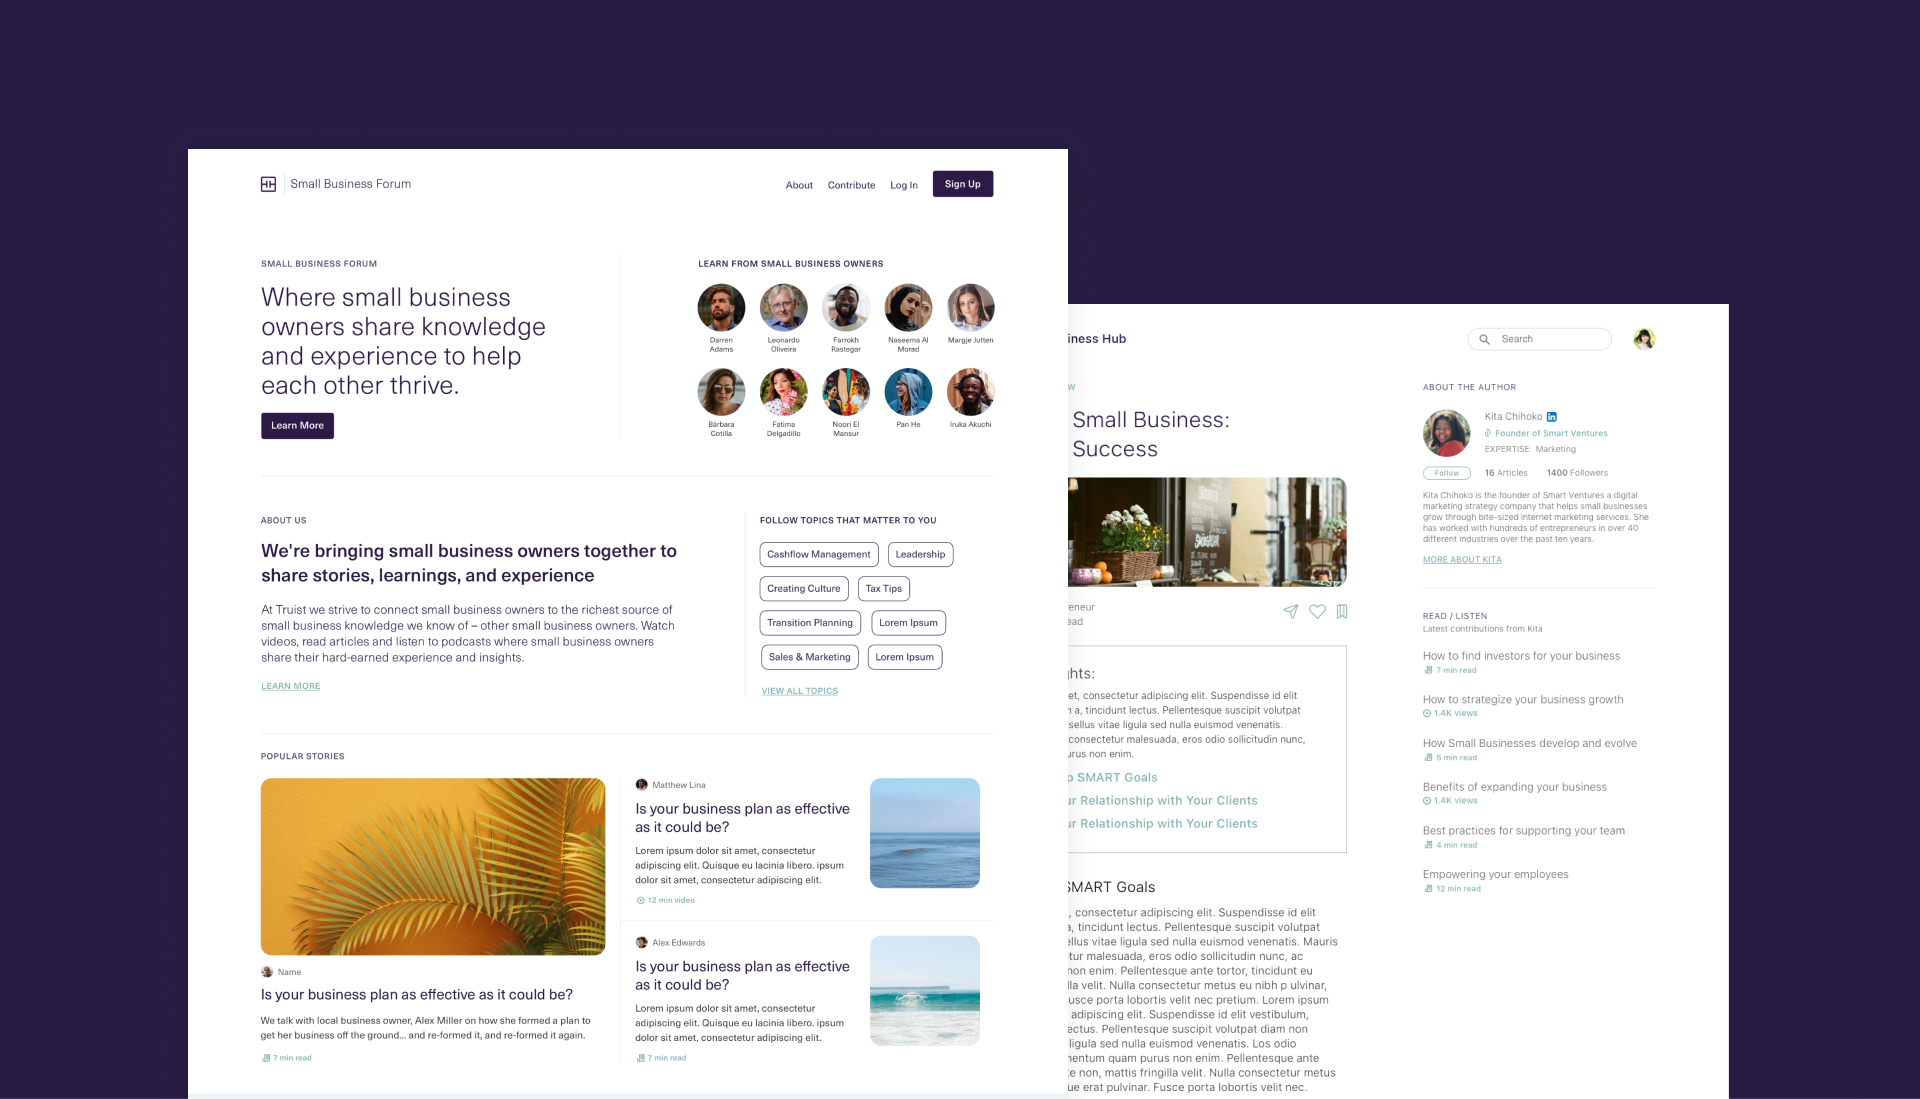 Small Business Forum
About
Contribute
Log In
Sign Up
SMALL BUSINESS FORUM
Where small business
owners share knowledge
and experience to help
each other thrive.
Learn More
LEARN FROM SMALL BUSINESS OWNERS
Darren
Adams
Leonardo
Oliveira
Farrokh
Rastegar
Naseema Al
Morad
Margje Jutten
Bárbara
Cotilla
Fatima
Delgadillo
Noori El
Mansur
Pan He
Iruka Akuchi
ABOUT US
We're bringing small business owners together to
share stories, learnings, and experience
At Truist we strive to connect small business owners to the richest source of
small business knowledge we know of – other small business owners. Watch
videos, read articles and listen to podcasts where small business owners
share their hard-earned experience and insights.
LEARN MORE
FOLLOW TOPICS THAT MATTER TO YOU
Cashflow Management
Leadership
Creating Culture
Tax Tips
Transition Planning
Lorem Ipsum
Sales & Marketing
Lorem Ipsum
VIEW ALL TOPICS
POPULAR STORIES
Name
Is your business plan as effective as it could be?
We talk with local business owner, Alex Miller on how she formed a plan to
get her business off the ground... and re-formed it, and re-formed it again.
7 min read
Matthew Lina
Is your business plan as effective
as it could be?
Lorem ipsum dolor sit amet, consectetur
adipiscing elit. Quisque eu lacinia libero. ipsum
dolor sit amet, consectetur adipiscing elit.
12 min video
Alex Edwards
Is your business plan as effective
as it could be?
Lorem ipsum dolor sit amet, consectetur
adipiscing elit. Quisque eu lacinia libero. ipsum
dolor sit amet, consectetur adipiscing elit.
7 min read
iness Hub
Search
W
Small Business:
Success
reneur
ead
ghts:
et, consectetur adipiscing elit. Suspendisse id elit
n a, tincidunt lectus. Pellentesque suscipit volutpat
sellus vitae ligula sed nulla euismod venenatis.
consectetur malesuada, eros odio sollicitudin nunc,
urus non enim.
p SMART Goals
ur Relationship with Your Clients
ur Relationship with Your Clients
SMART Goals
, consectetur adipiscing elit. Suspendisse id elit
a, tincidunt lectus. Pellentesque suscipit volutpat
ellus vitae ligula sed nulla euismod venenatis. Mauris
tur malesuada, eros odio sollicitudin nunc, ac
non enim. Pellentesque ante tortor, tincidunt eu
lla velit. Nulla consectetur metus eu nibh p ulvinar,
usce porta lobortis velit nec pretium. Lorem ipsum
adipiscing elit. Suspendisse id elit vestibulum,
ectus. Pellentesque suscipit volutpat diam non
ligula sed nulla euismod venenatis. Los odio
mentum quam purus non enim. Pellentesque ante
te non, mattis fringilla velit. Nulla consectetur metus
ue erat pulvinar. Fusce porta lobortis velit nec.
ABOUT THE AUTHOR
Kita Chihoko in
Founder of Smart Ventures
EXPERTISE Marketing
Follow
16 Articles
1400 Followers
Kita Chihoko is the founder of Smart Ventures a digital
marketing strategy company that helps small businesses
grow through bite-sized internet marketing services. She
has worked with hundreds of entrepreneurs in over 40
different industries over the past ten years.
MORE ABOUT KITA
READ / LISTEN
Latest contributions from Kita
How to find investors for your business
7 min read
How to strategize your business growth
1.4K views
How Small Businesses develop and evolve
5 min read
Benefits of expanding your business
1.4K views
Best practices for supporting your team
4 min read
Empowering your employees
12 min read